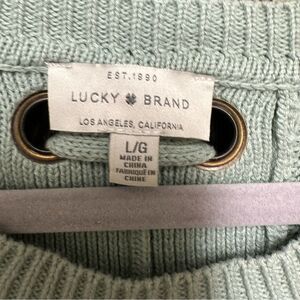 EST. 1990
LUCKY BRAND
LOS ANGELES, CALIFORNIA
L/G
MADE IN
CHINA
FABRIQUÉ EN
CHINE